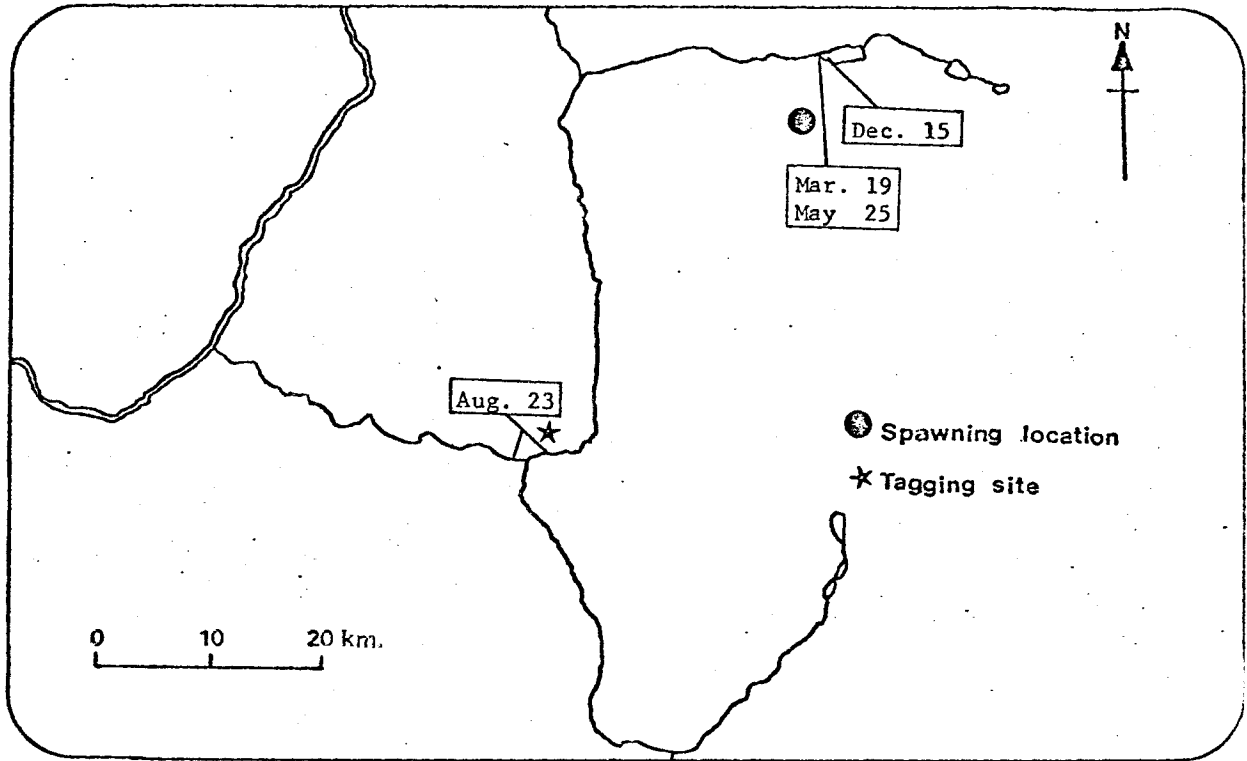 N
Dec. 15
Mar. 19
May 25
Aug. 23
Spawning location
Tagging site
0 10 20 km.